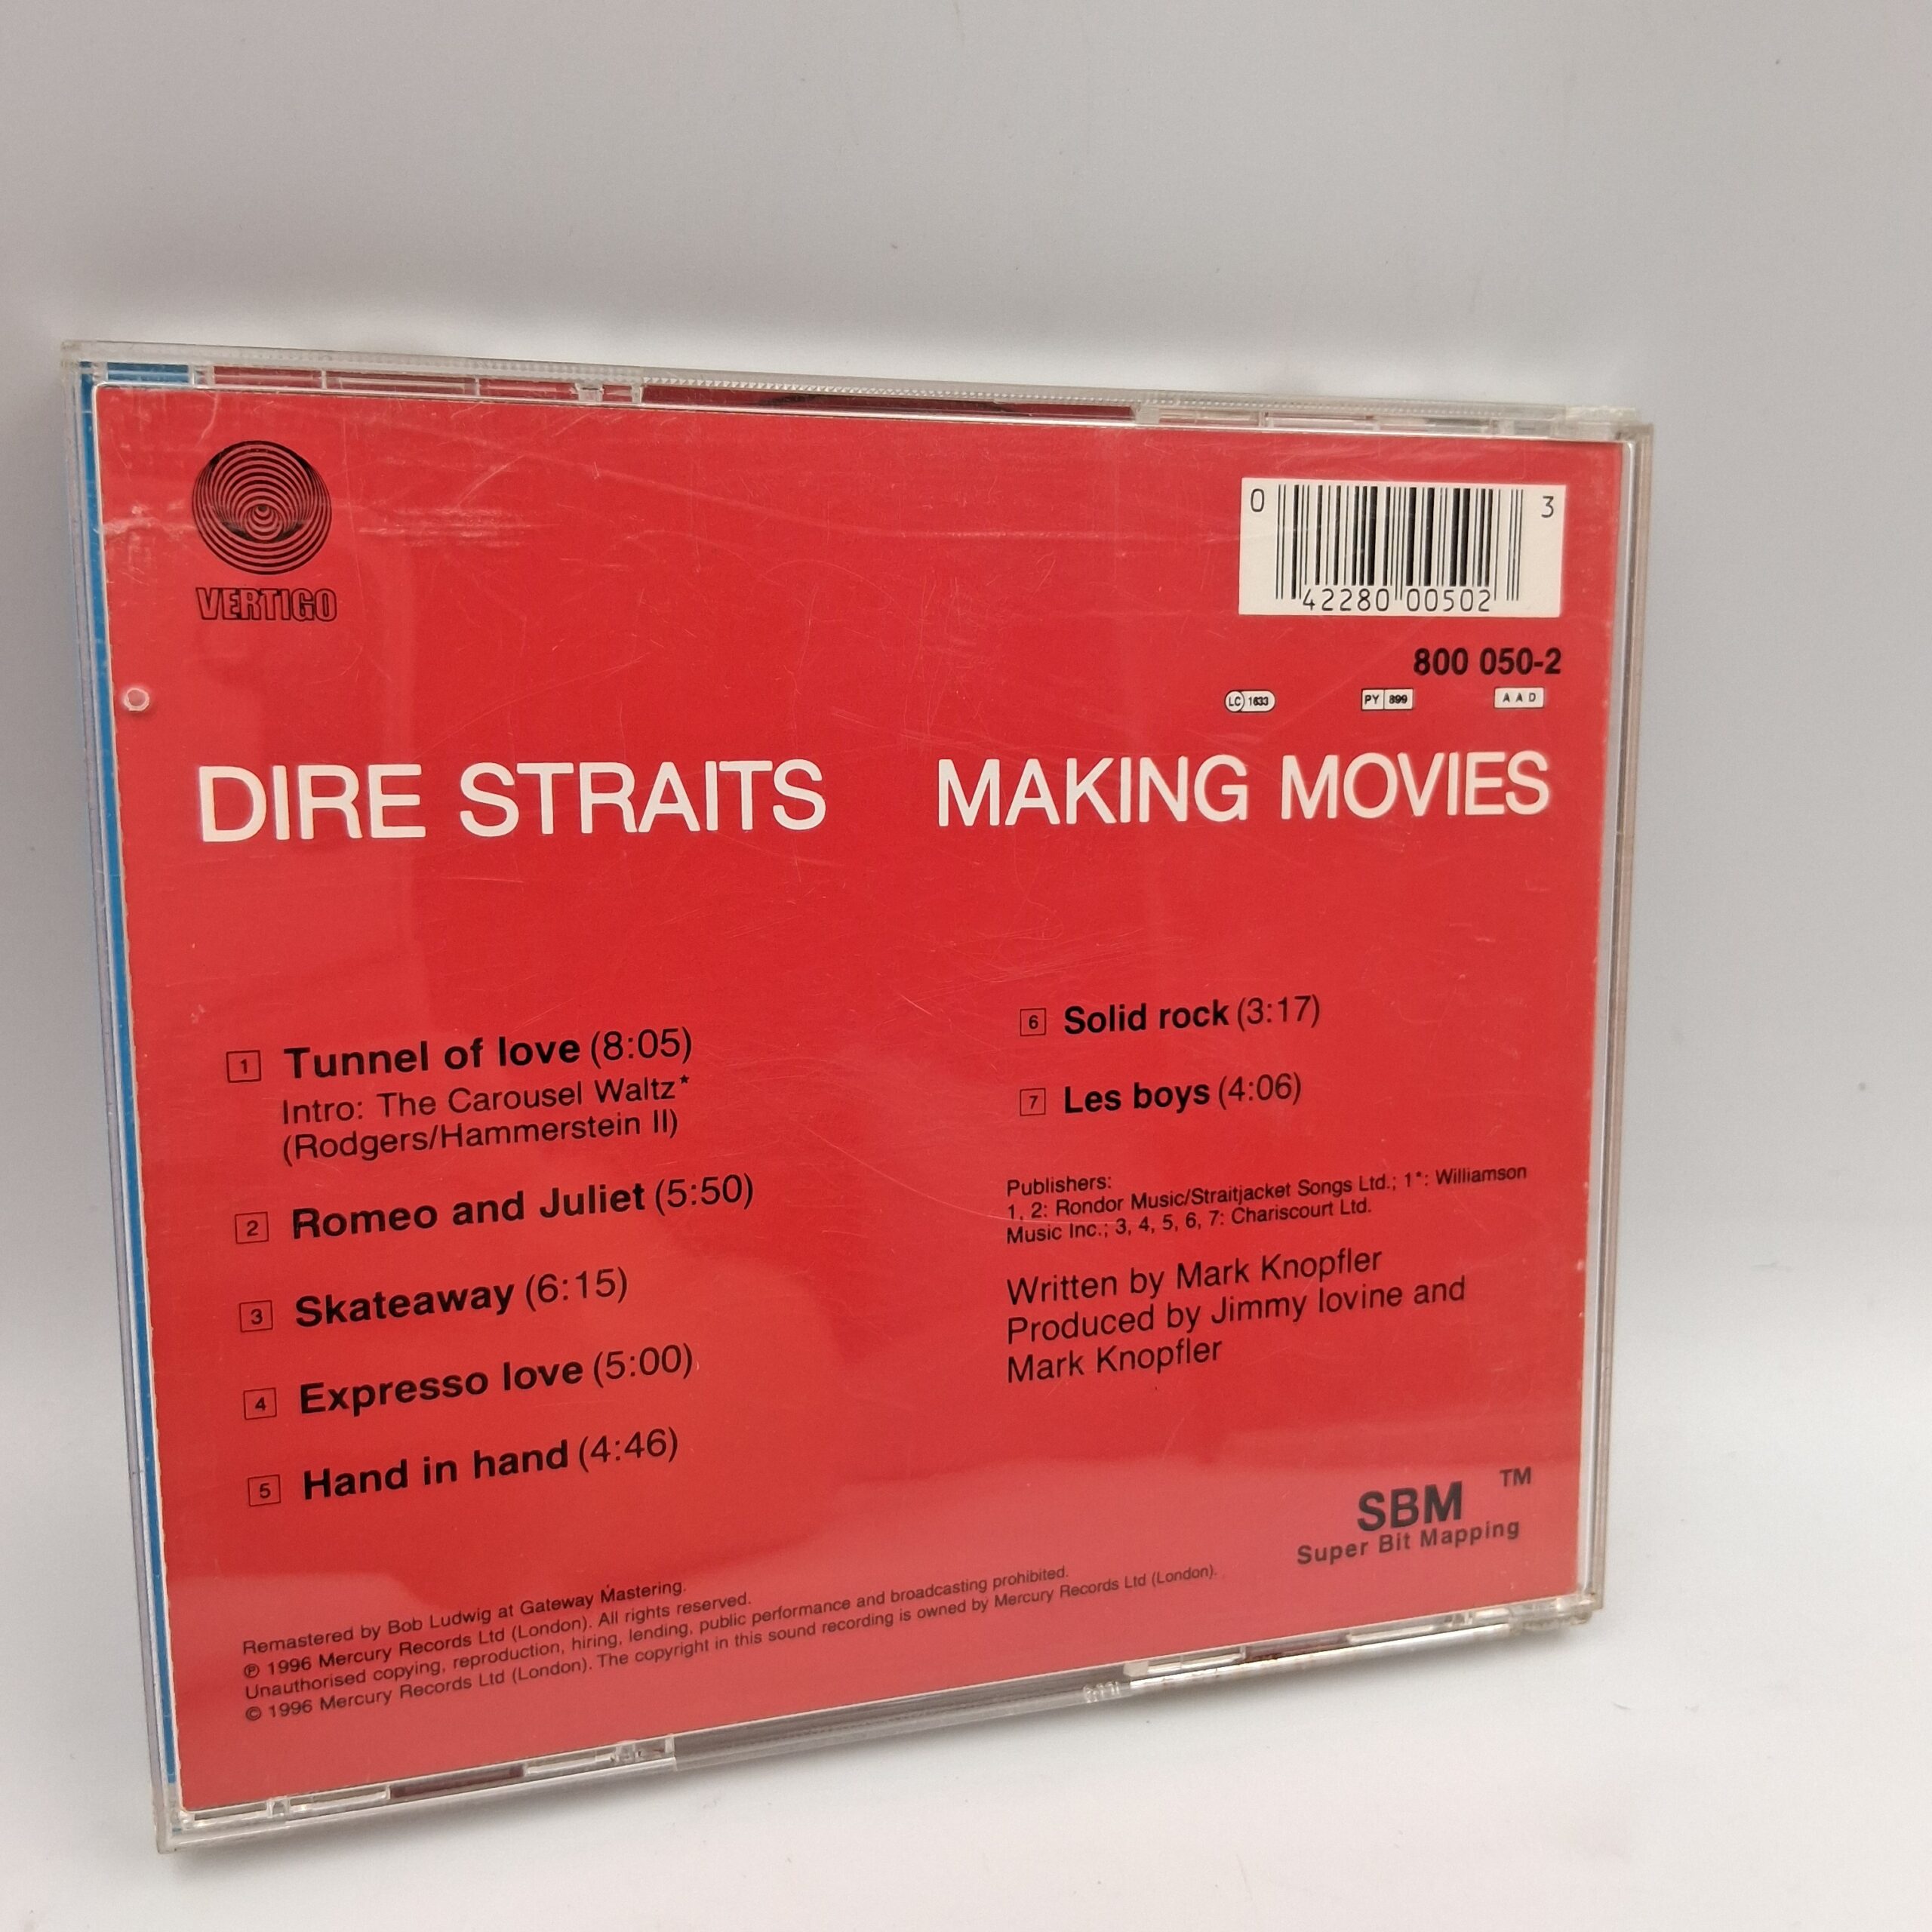 VERTIGO
0 42280 00502 3
800 050-2
LC 1633
PY 899
AAD
DIRE STRAITS
MAKING MOVIES
1 Tunnel of love (8:05)
Intro: The Carousel Waltz*
(Rodgers/Hammerstein II)
2 Romeo and Juliet (5:50)
3 Skateaway (6:15)
4 Expresso love (5:00)
5 Hand in hand (4:46)
6 Solid rock (3:17)
7 Les boys (4:06)
Publishers:
1, 2: Rondor Music/Straitjacket Songs Ltd.; 1*: Williamson
Music Inc.; 3, 4, 5, 6, 7: Chariscourt Ltd.
Written by Mark Knopfler
Produced by Jimmy Iovine and
Mark Knopfler
SBM TM
Super Bit Mapping
Remastered by Bob Ludwig at Gateway Mastering.
℗ 1996 Mercury Records Ltd (London). All rights reserved.
Unauthorised copying, reproduction, hiring, lending, public performance and broadcasting prohibited.
© 1996 Mercury Records Ltd (London). The copyright in this sound recording is owned by Mercury Records Ltd (London).